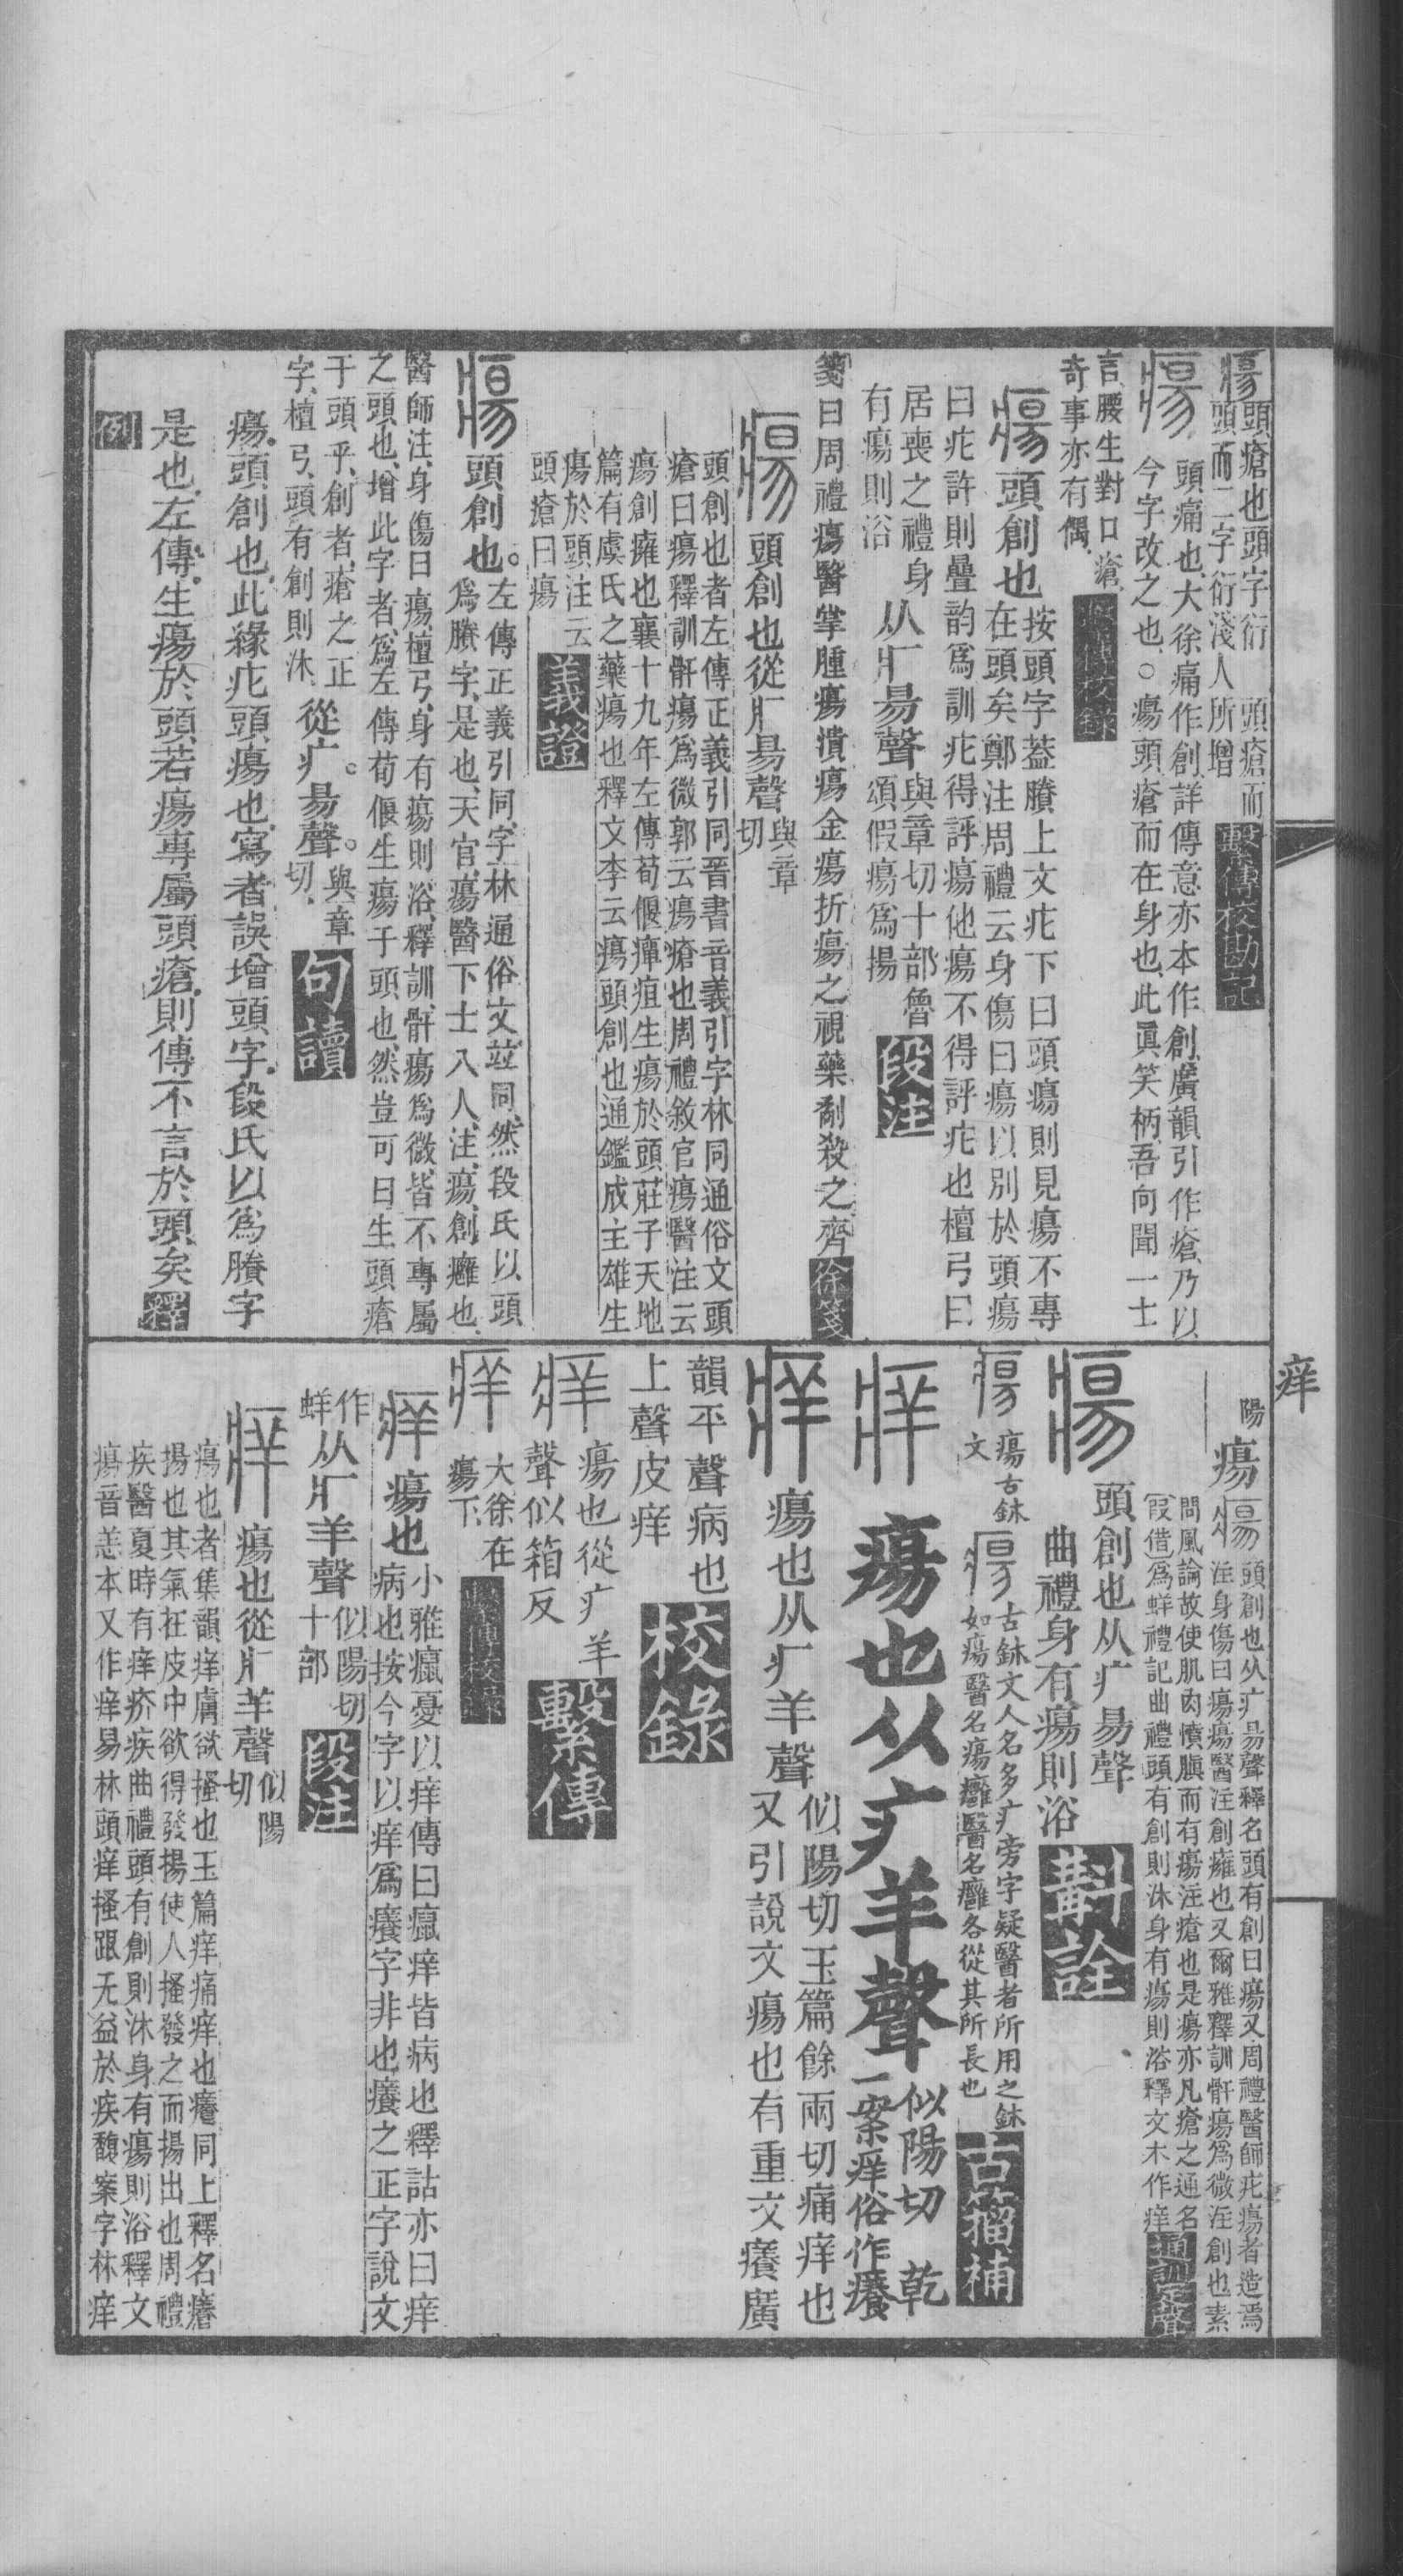 瘍頭瘡也頭字衍　頭瘡而
頭而二字衍淺人　所增　繫傳校勘記
瘍　頭痛也大徐痛作創詳傳意亦本作創廣韻引作瘡乃以
今字改之也○瘍頭瘡而在身也此眞笑柄吾向聞一士
言腰生對口瘡
奇事亦有偶　繫傳校錄
瘍　頭創也　按頭字葢賸上文疕下曰頭瘍則見瘍不專
在頭矣鄭注周禮云身傷曰瘍以別於頭瘍
曰疕許則疊韵爲訓疕得評瘍他瘍不得評疕也檀弓曰
居喪之禮身
有瘍則浴　从疒昜聲　與章切十部魯
頌假瘍爲揚　段注
箋曰周禮瘍醫掌腫瘍潰瘍金瘍折瘍之祝藥劀殺之齊　徐箋
瘍　頭創也從疒昜聲　與章
切
頭創也者左傳正義引同晉書音義引字林同通俗文頭
瘡曰瘍釋訓骭瘍爲微郭云瘍瘡也周禮敘官瘍醫注云
瘍創癰也襄十九年左傳荀偃癉疽生瘍於頭莊子天地
篇有虞氏之藥瘍也釋文李云瘍頭創也通鑑成主雄生
瘍於頭注云
頭瘡曰瘍　義證
瘍　頭創也。　左傳正義引同字林通俗文竝同然段氏以頭
爲賸字是也天官瘍醫下士八人注瘍創癰也
醫師注身傷曰瘍檀弓身有瘍則浴釋訓骭瘍爲微皆不專屬
之頭也增此字者爲左傳荀偃生瘍于頭也然豈可曰生頭瘡
于頭乎創者瘡之正
字檀弓頭有創則沐　從疒。昜聲。　與章
切　句讀
瘍頭創也此緣疕頭瘍也寫者誤增頭字段氏以爲賸字
是也左傳生瘍於頭若瘍專屬頭瘡則傳不言於頭矣　釋
例
痒
陽　瘍　瘍　頭創也从疒昜聲釋名頭有創曰瘍又周禮醫師疕瘍者造焉
注身傷曰瘍瘍醫注創癰也又爾雅釋訓骭瘍爲微注創也素
問風論故使肌肉憤䐜而有瘍注瘡也是瘍亦凡瘡之通名
（假借）爲蛘禮記曲禮頭有創則沐身有瘍則浴釋文本作痒　通訓定聲
瘍　頭創也从疒昜聲
曲禮身有瘍則浴　斠詮
瘍　瘍古鉥
文　瘍　古鉥文人名多疒旁字疑醫者所用之鉥
如瘍醫名瘍癰醫名癰各從其所長也　古籀補
痒　瘍也从疒羊聲　似陽切　乾
一案痒俗作癢
痒　瘍也从疒羊聲　似陽切玉篇餘兩切痛痒也
又引說文瘍也有重文癢廣
韻平聲病也
上聲皮痒　校錄
痒　瘍也從疒羊
聲似箱反　繫傳
痒　大徐在
瘍下　繫傳校錄
痒　瘍也　小雅癙憂以痒傳曰癙痒皆病也釋詁亦曰痒
病也按今字以痒爲癢字非也癢之正字說文
作
蛘　从疒羊聲　似陽切
十部　段注
痒　瘍也從疒羊聲　似陽
切
瘍也者集韻痒膚欲搔也玉篇痒痛痒也癢同上釋名癢
揚也其氣在皮中欲得發揚使人搔發之而揚出也周禮
疾醫夏時有痒疥疾曲禮頭有創則沐身有瘍則浴釋文
瘍音恙本又作痒易林頭痒搔跟无益於疾馥案字林痒